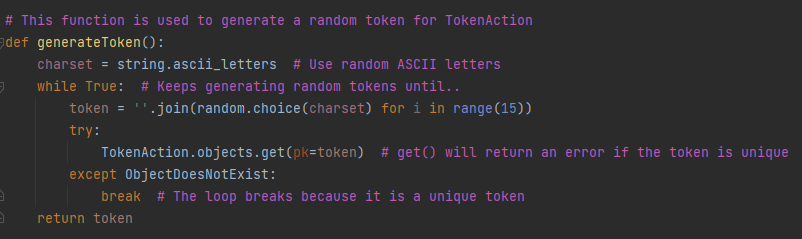 # This function is used to generate a random token for TokenAction
def generateToken():
    charset = string.ascii_letters  # Use random ASCII letters
    while True:  # Keeps generating random tokens until..
        token = ''.join(random.choice(charset) for i in range(15))
        try:
            TokenAction.objects.get(pk=token)  # get() will return an error if the token is unique
        except ObjectDoesNotExist:
            break  # The loop breaks because it is a unique token
    return token